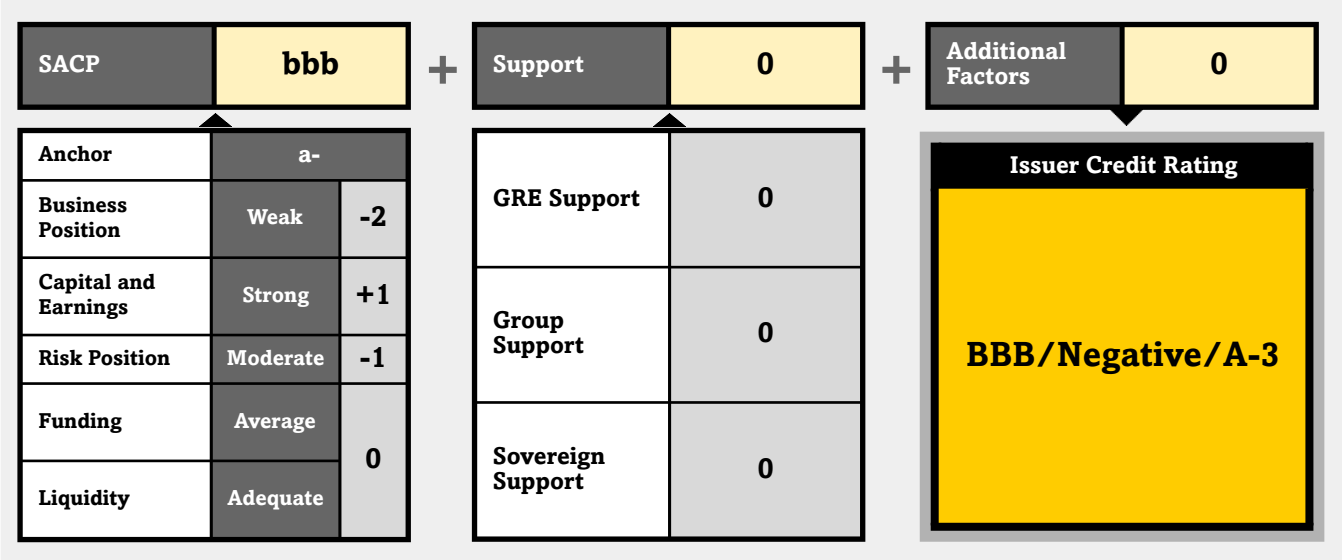 SACP
bbb
+
Support
0
+
Additional
Factors
0
Anchor
a-
Business
Position
Weak
-2
Capital and
Earnings
Strong
+1
Risk Position
Moderate
-1
Funding
Average
Liquidity
Adequate
0
GRE Support
0
Group
Support
0
Sovereign
Support
0
Issuer Credit Rating
BBB/Negative/A-3